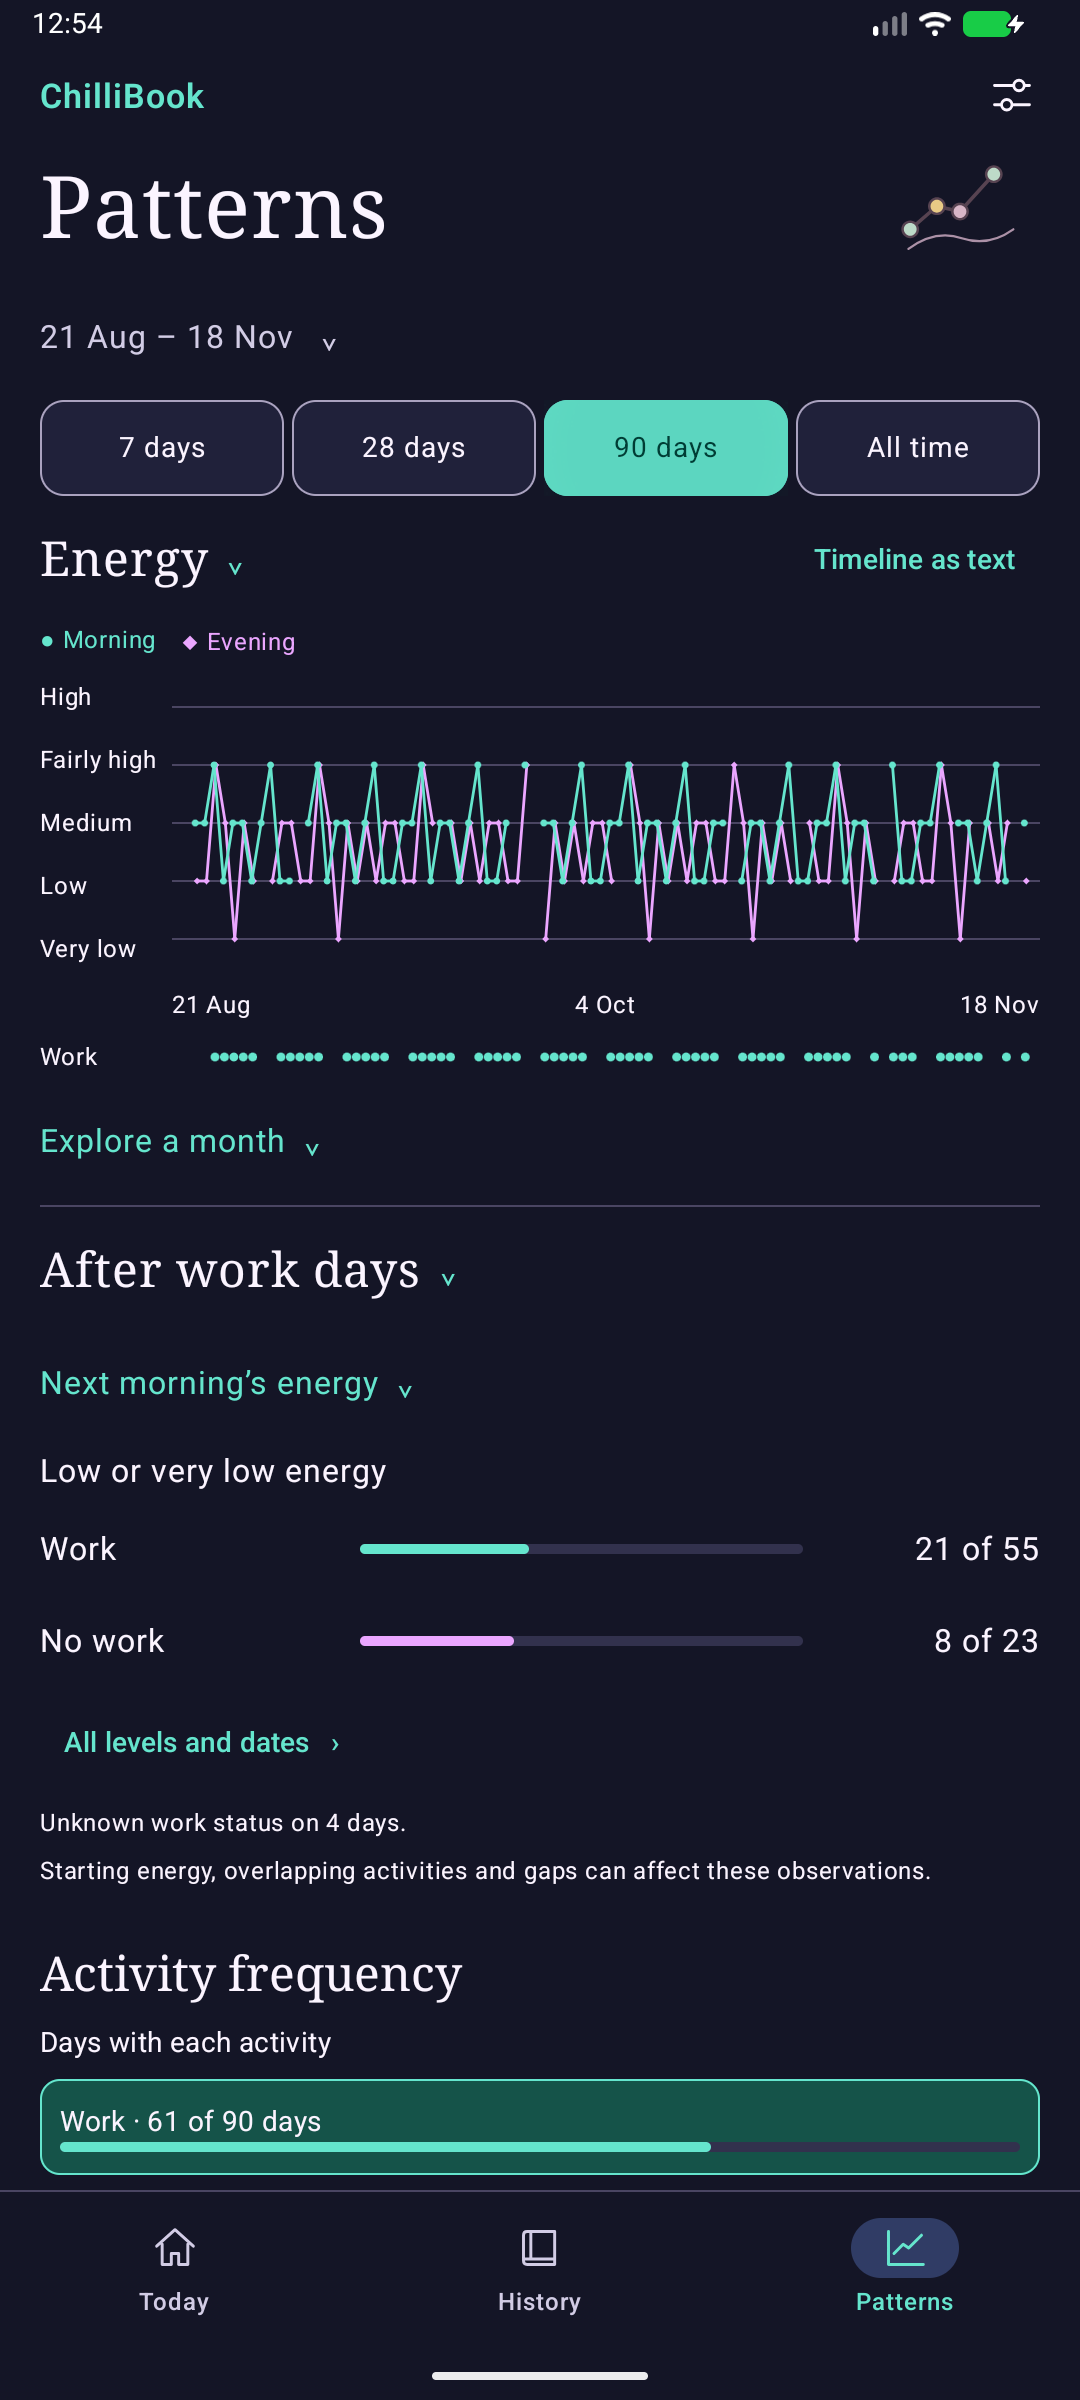 12:54
ChilliBook
Patterns
21 Aug – 18 Nov
7 days
28 days
90 days
All time
Energy
Timeline as text
Morning
Evening
High
Fairly high
Medium
Low
Very low
21 Aug
4 Oct
18 Nov
Work
Explore a month
After work days
Next morning’s energy
Low or very low energy
Work
21 of 55
No work
8 of 23
All levels and dates ›
Unknown work status on 4 days.
Starting energy, overlapping activities and gaps can affect these observations.
Activity frequency
Days with each activity
Work · 61 of 90 days
Today
History
Patterns